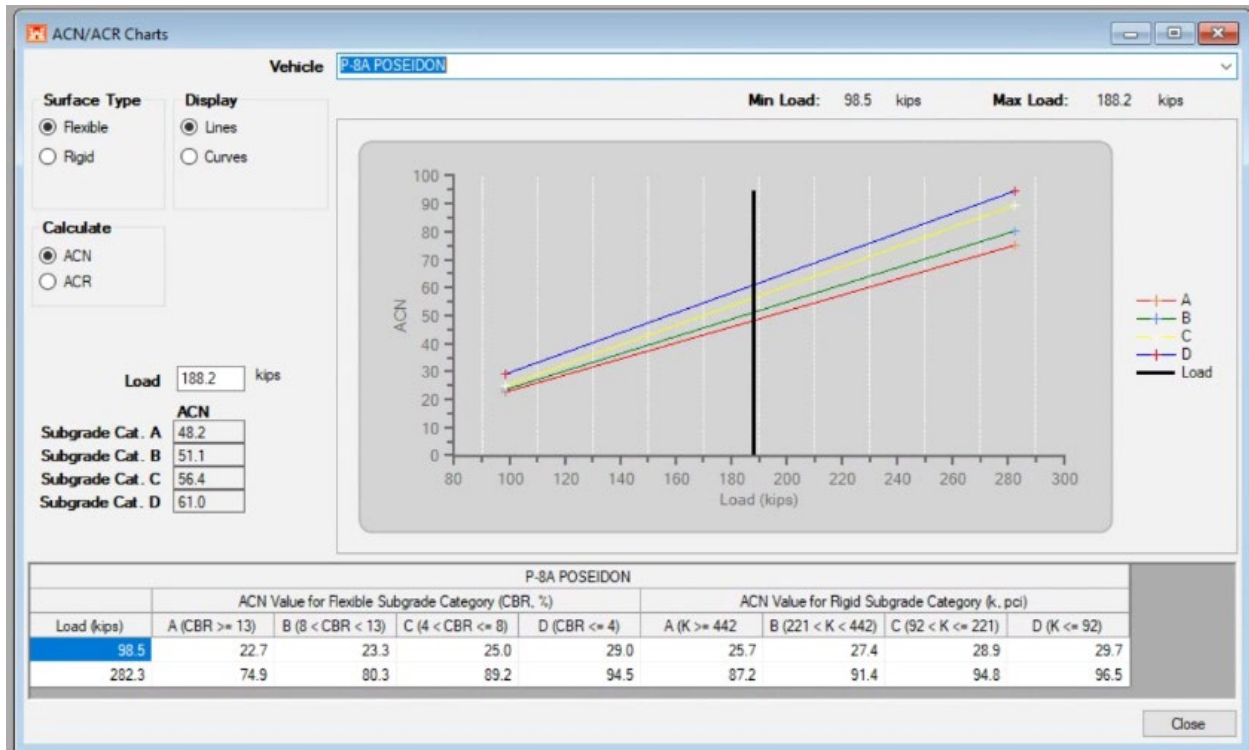 ACN/ACR Charts
Vehicle P-8A POSEIDON
Surface Type
Flexible
Rigid
Display
Lines
Curves
Min Load: 98.5 kips Max Load: 188.2 kips
Calculate
ACN
ACR
Load 188.2 kips
ACN
Subgrade Cat. A 48.2
Subgrade Cat. B 51.1
Subgrade Cat. C 56.4
Subgrade Cat. D 61.0
100
90
80
70
60
50
40
30
20
10
0
ACN
80 100 120 140 160 180 200 220 240 260 280 300
Load (kips)
A
B
C
D
Load
P-8A POSEIDON
ACN Value for Flexible Subgrade Category (CBR, %) ACN Value for Rigid Subgrade Category (k, pci)
Load (kips) A (CBR >= 13) B (8 < CBR < 13) C (4 < CBR <= 8) D (CBR <= 4) A (K >= 442 B (221 < K < 442) C (92 < K <= 221) D (K <= 92)
98.5 22.7 23.3 25.0 29.0 25.7 27.4 28.9 29.7
282.3 74.9 80.3 89.2 94.5 87.2 91.4 94.8 96.5
Close